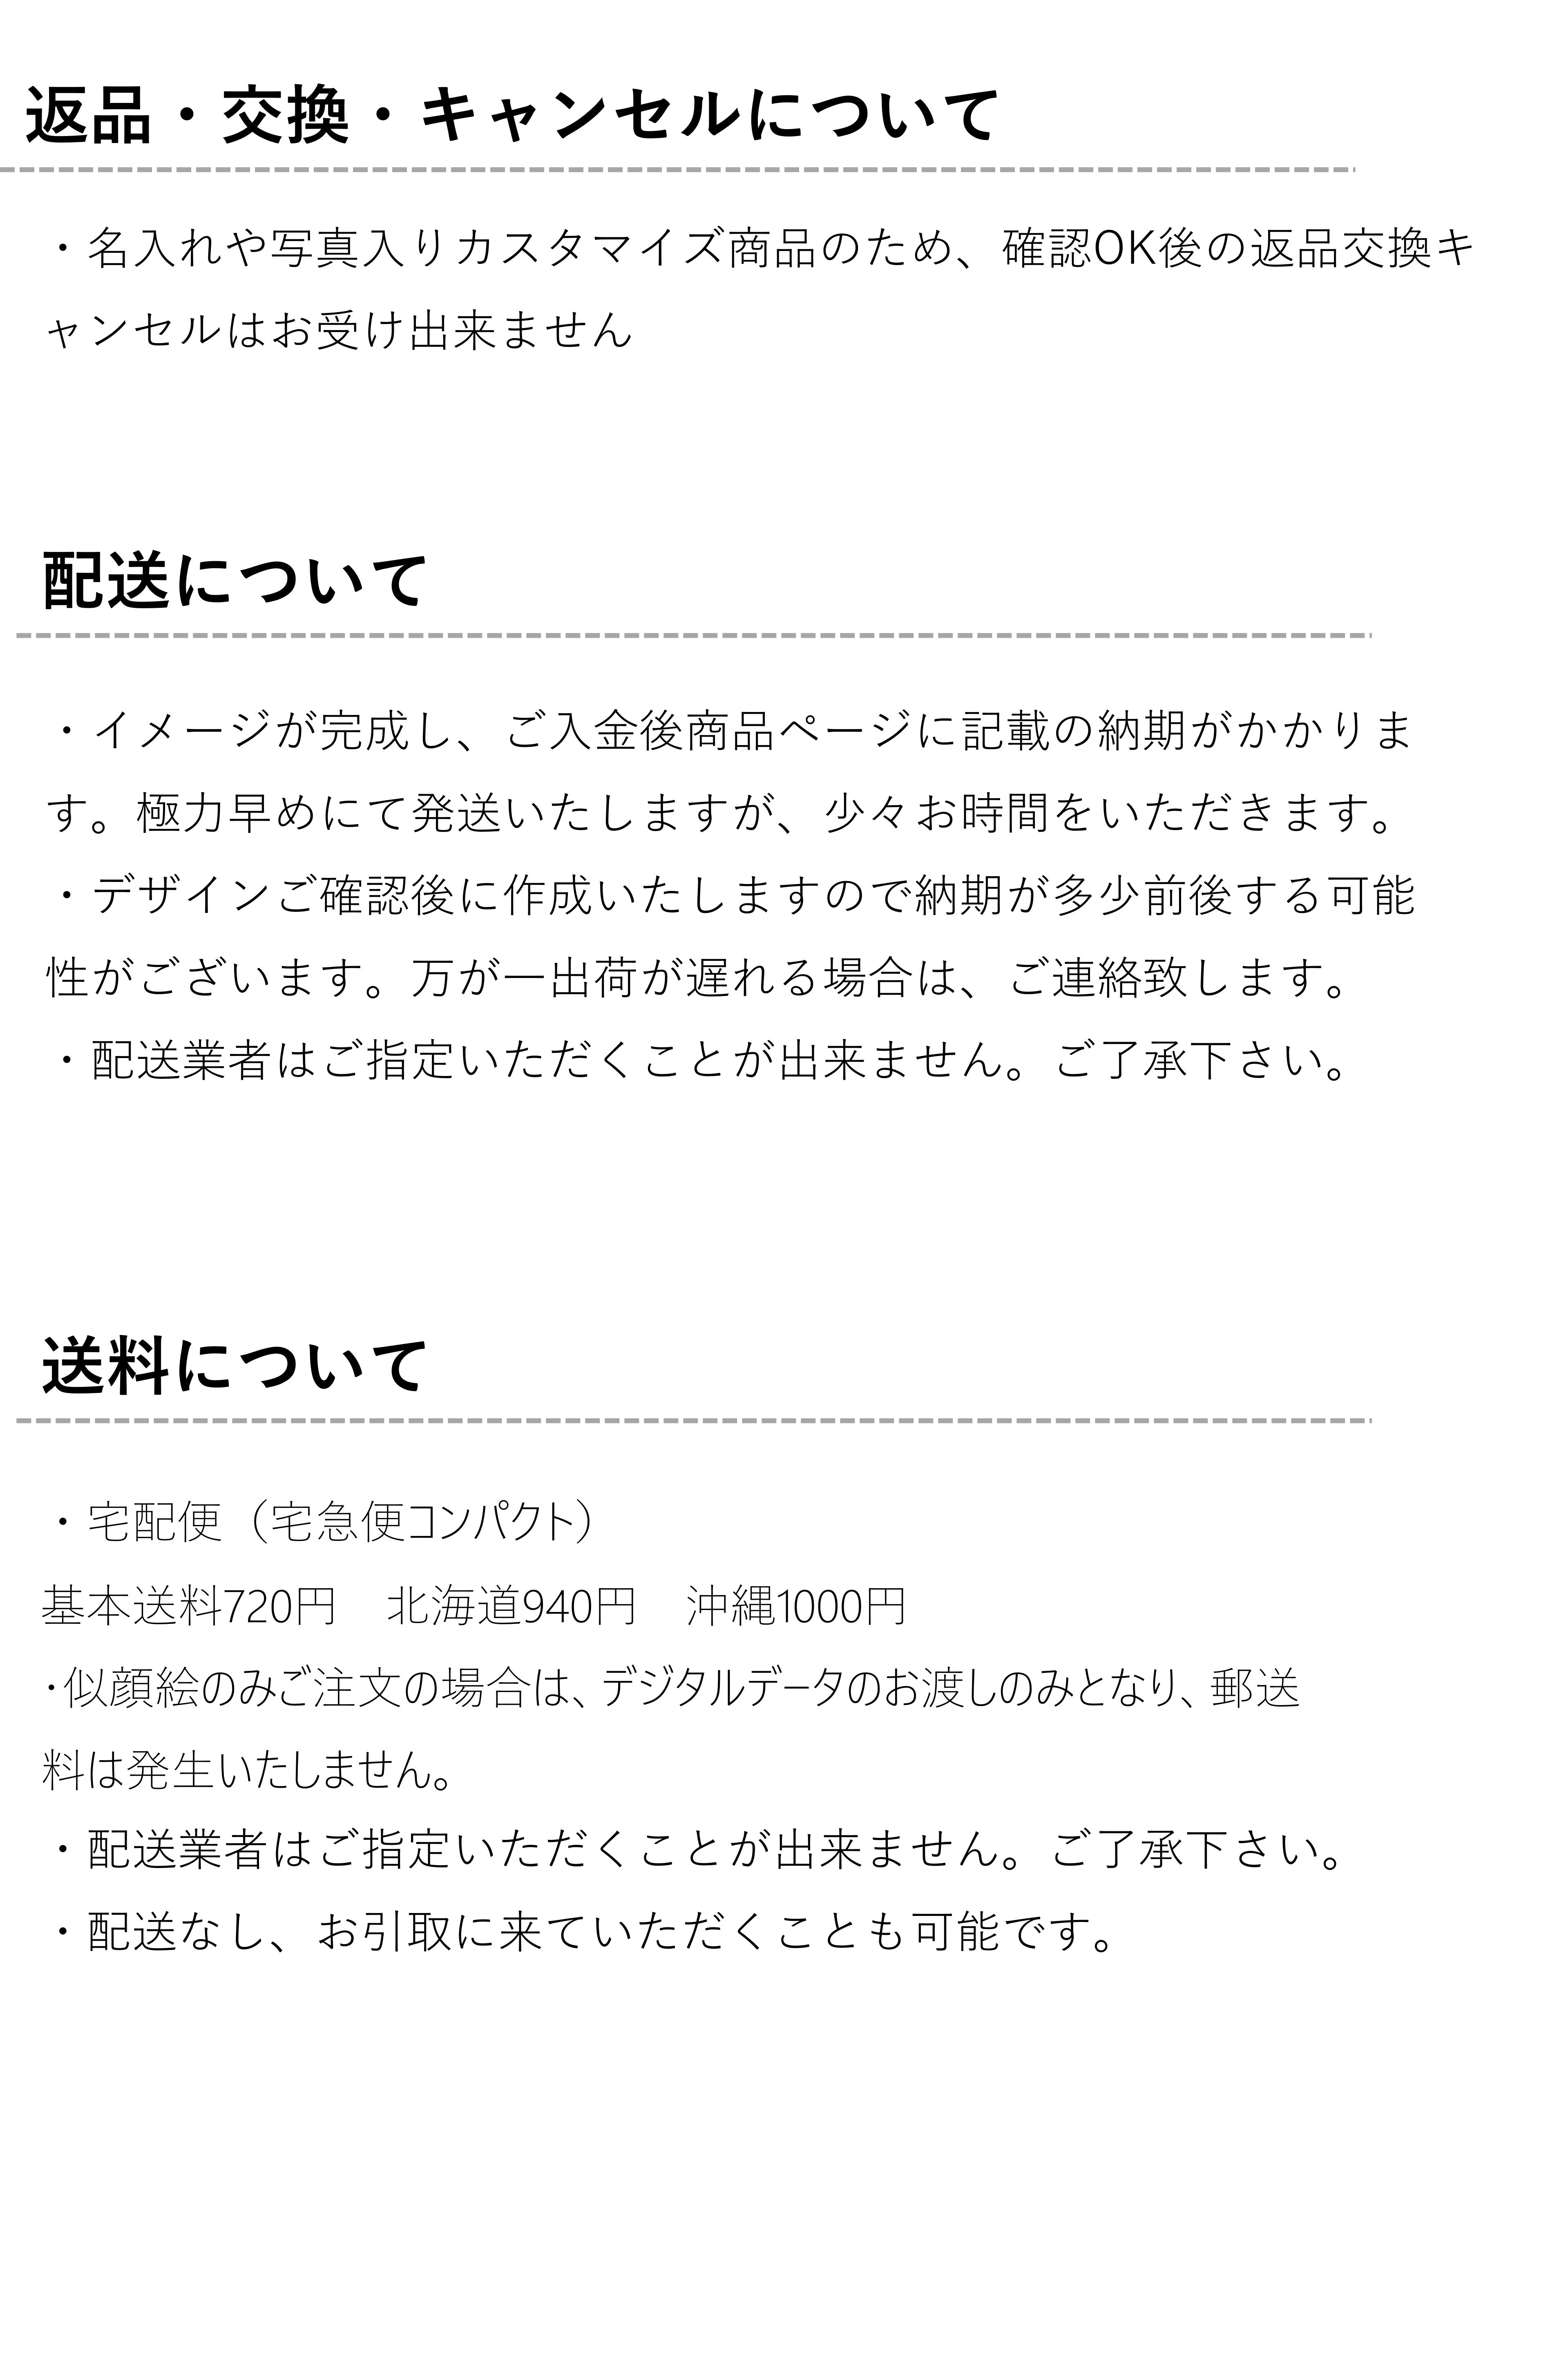 返品・交換・キャンセルについて
・名入れや写真入りカスタマイズ商品のため、確認OK後の返品交換キ
ャンセルはお受け出来ません
配送について
・イメージが完成し、ご入金後商品ページに記載の納期がかかりま
す。極力早めにて発送いたしますが、少々お時間をいただきます。
・デザインご確認後に作成いたしますので納期が多少前後する可能
性がございます。万が一出荷が遅れる場合は、ご連絡致します。
・配送業者はご指定いただくことが出来ません。ご了承下さい。
送料について
・宅配便（宅急便コンパクト）
基本送料720円　北海道940円　沖縄1000円
・似顔絵のみご注文の場合は、デジタルデータのお渡しのみとなり、郵送
料は発生いたしません。
・配送業者はご指定いただくことが出来ません。ご了承下さい。
・配送なし、お引取に来ていただくことも可能です。